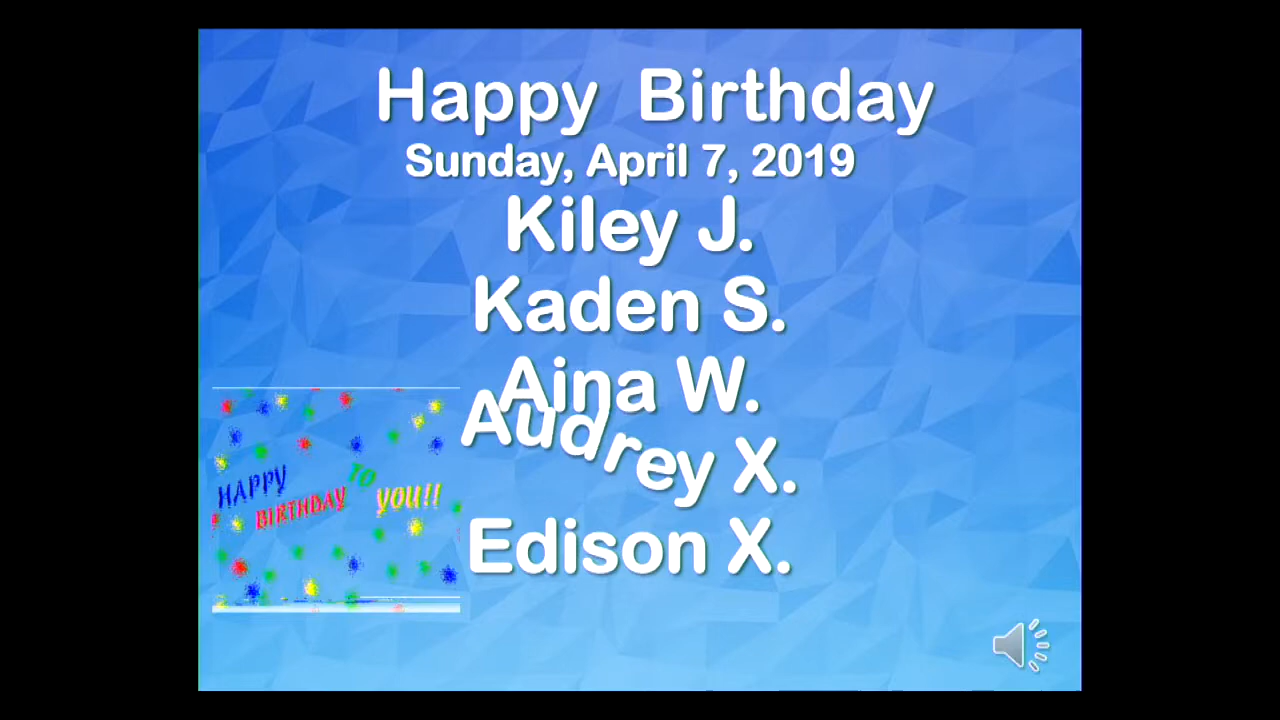 Happy Birthday
Sunday, April 7, 2019
Kiley J.
Kaden S.
Aina W.
Audrey X.
Edison X.
HAPPY BIRTHDAY TO YOU!!